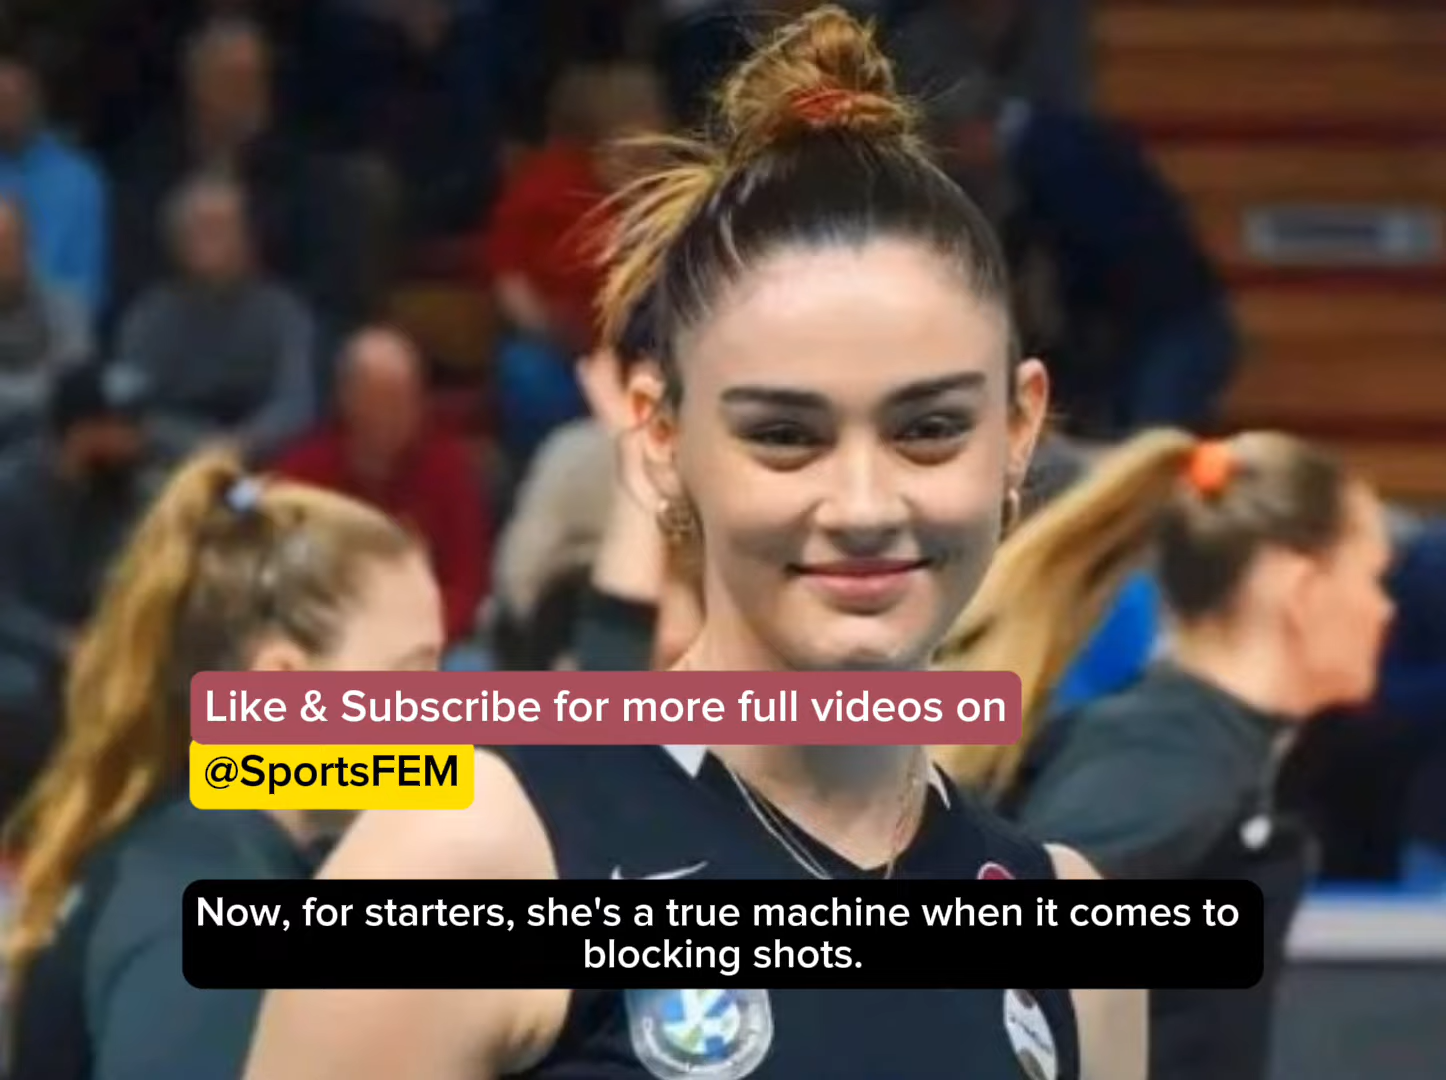 Like & Subscribe for more full videos on
@SportsFEM
Now, for starters, she's a true machine when it comes to
blocking shots.